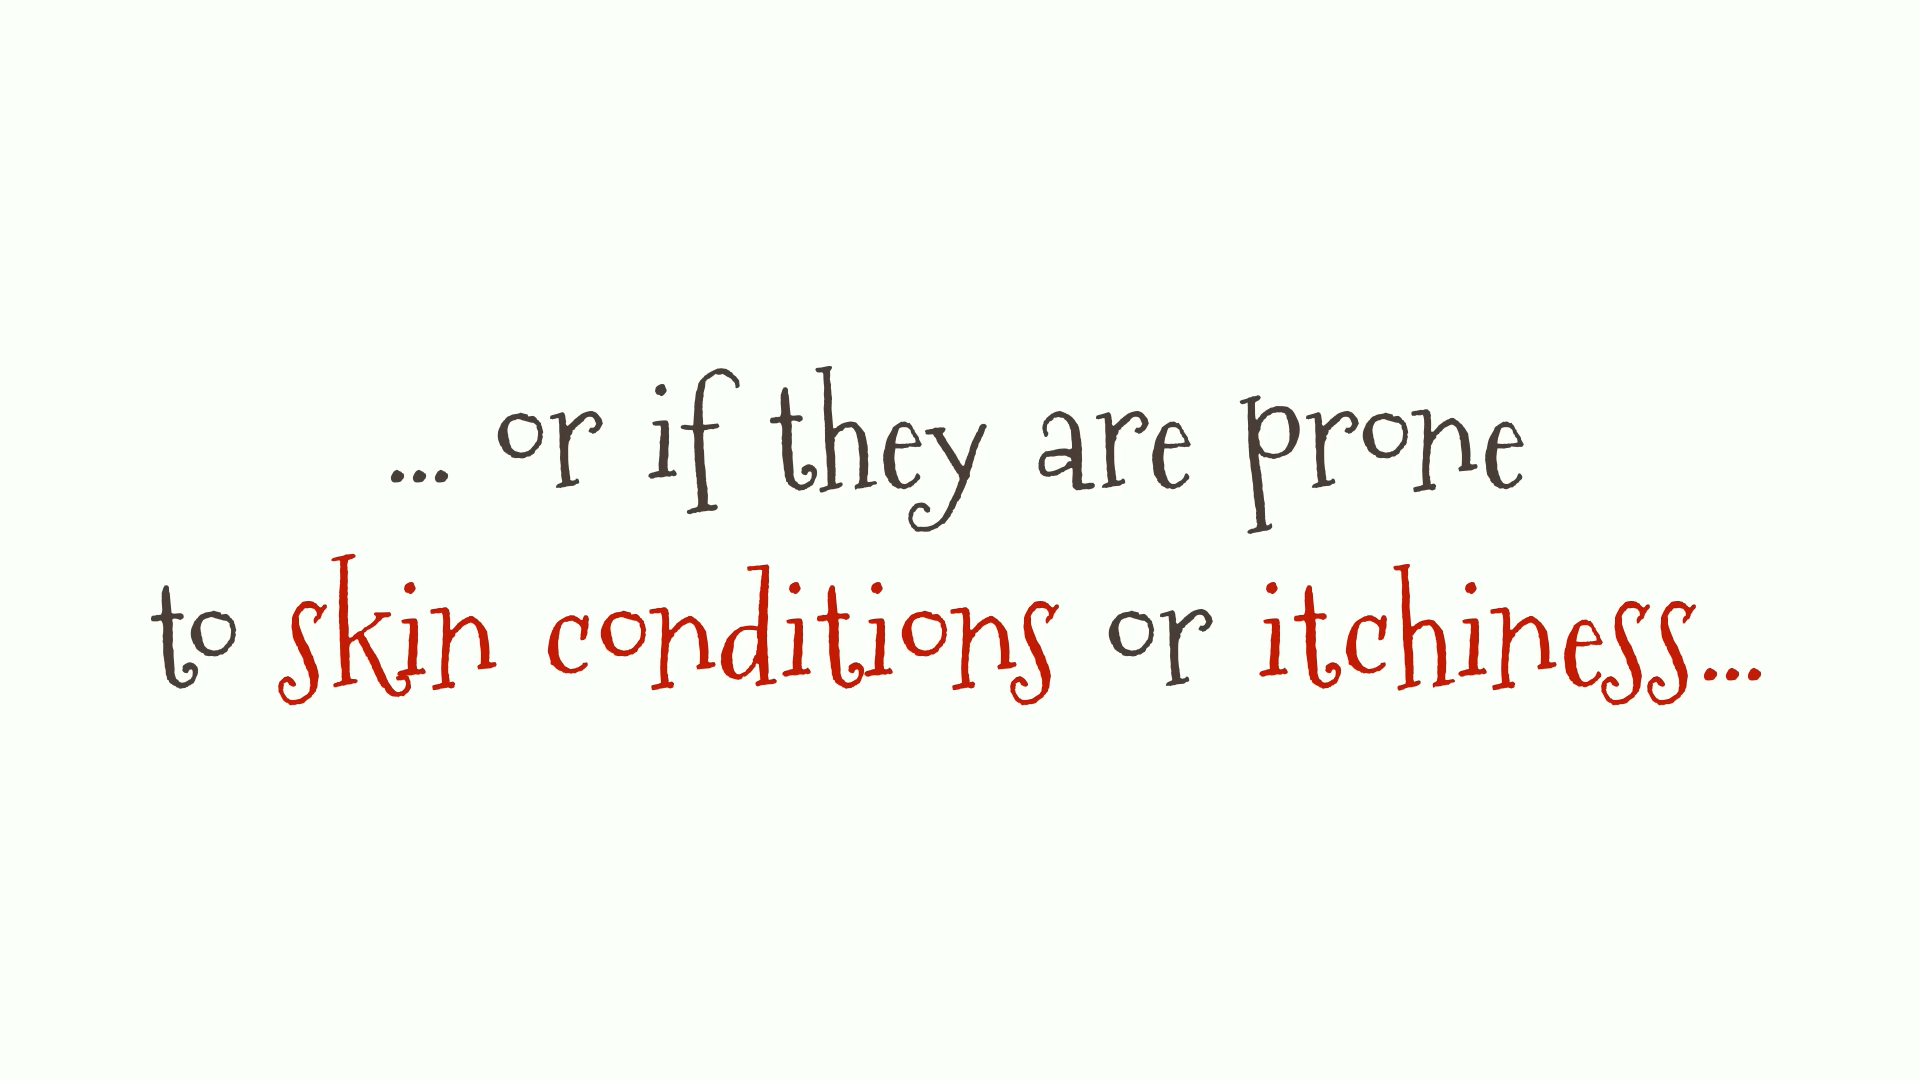 ... or if they are prone
to skin conditions or itchiness...